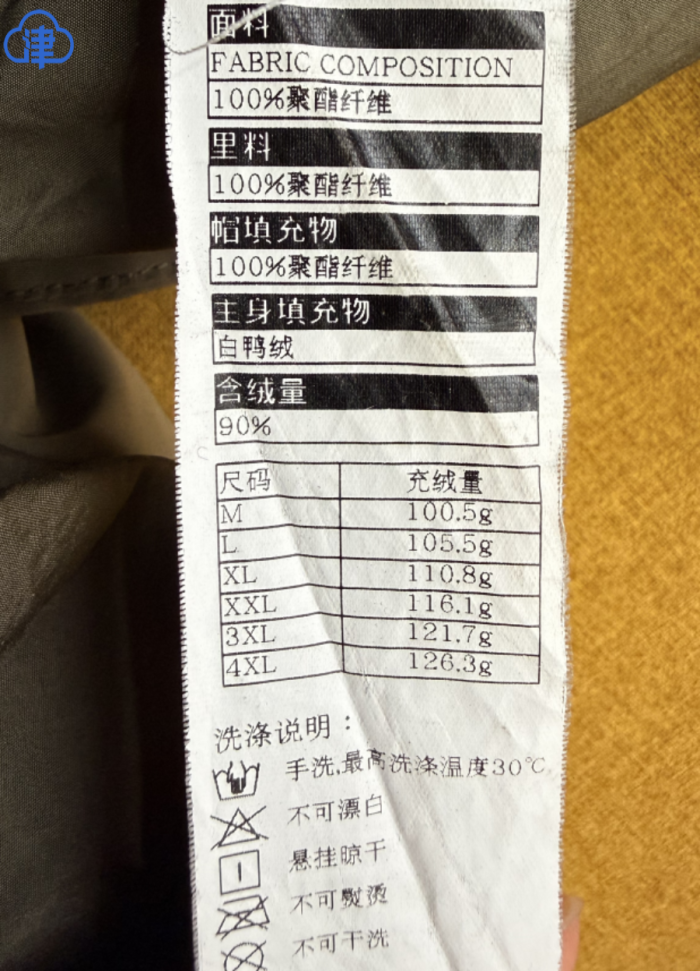 津
面料
FABRIC COMPOSITION
100%聚酯纤维
里料
100%聚酯纤维
帽填充物
100%聚酯纤维
主身填充物
白鸭绒
含绒量
90%
尺码 充绒量
M 100.5g
L 105.5g
XL 110.8g
XXL 116.1g
3XL 121.7g
4XL 126.3g
洗涤说明：
手洗,最高洗涤温度30℃
不可漂白
悬挂晾干
不可熨烫
不可干洗